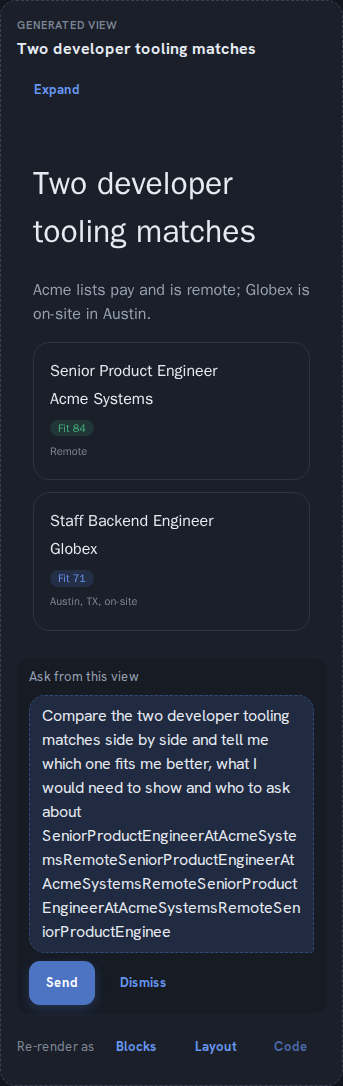 GENERATED VIEW
Two developer tooling matches
Expand
Two developer
tooling matches
Acme lists pay and is remote; Globex is
on-site in Austin.
Senior Product Engineer
Acme Systems
Fit 84
Remote
Staff Backend Engineer
Globex
Fit 71
Austin, TX, on-site
Ask from this view
Compare the two developer tooling
matches side by side and tell me
which one fits me better, what I
would need to show and who to ask
about
SeniorProductEngineerAtAcmeSyste
msRemoteSeniorProductEngineerAt
AcmeSystemsRemoteSeniorProduct
EngineerAtAcmeSystemsRemoteSen
iorProductEnginee
Send Dismiss
Re-render as Blocks Layout Code